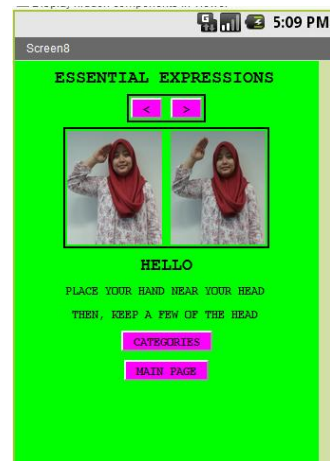 Display hidden components in Viewer
5:09 PM
Screen8
ESSENTIAL EXPRESSIONS
< >
HELLO
PLACE YOUR HAND NEAR YOUR HEAD
THEN, KEEP A FEW OF THE HEAD
CATEGORIES
MAIN PAGE